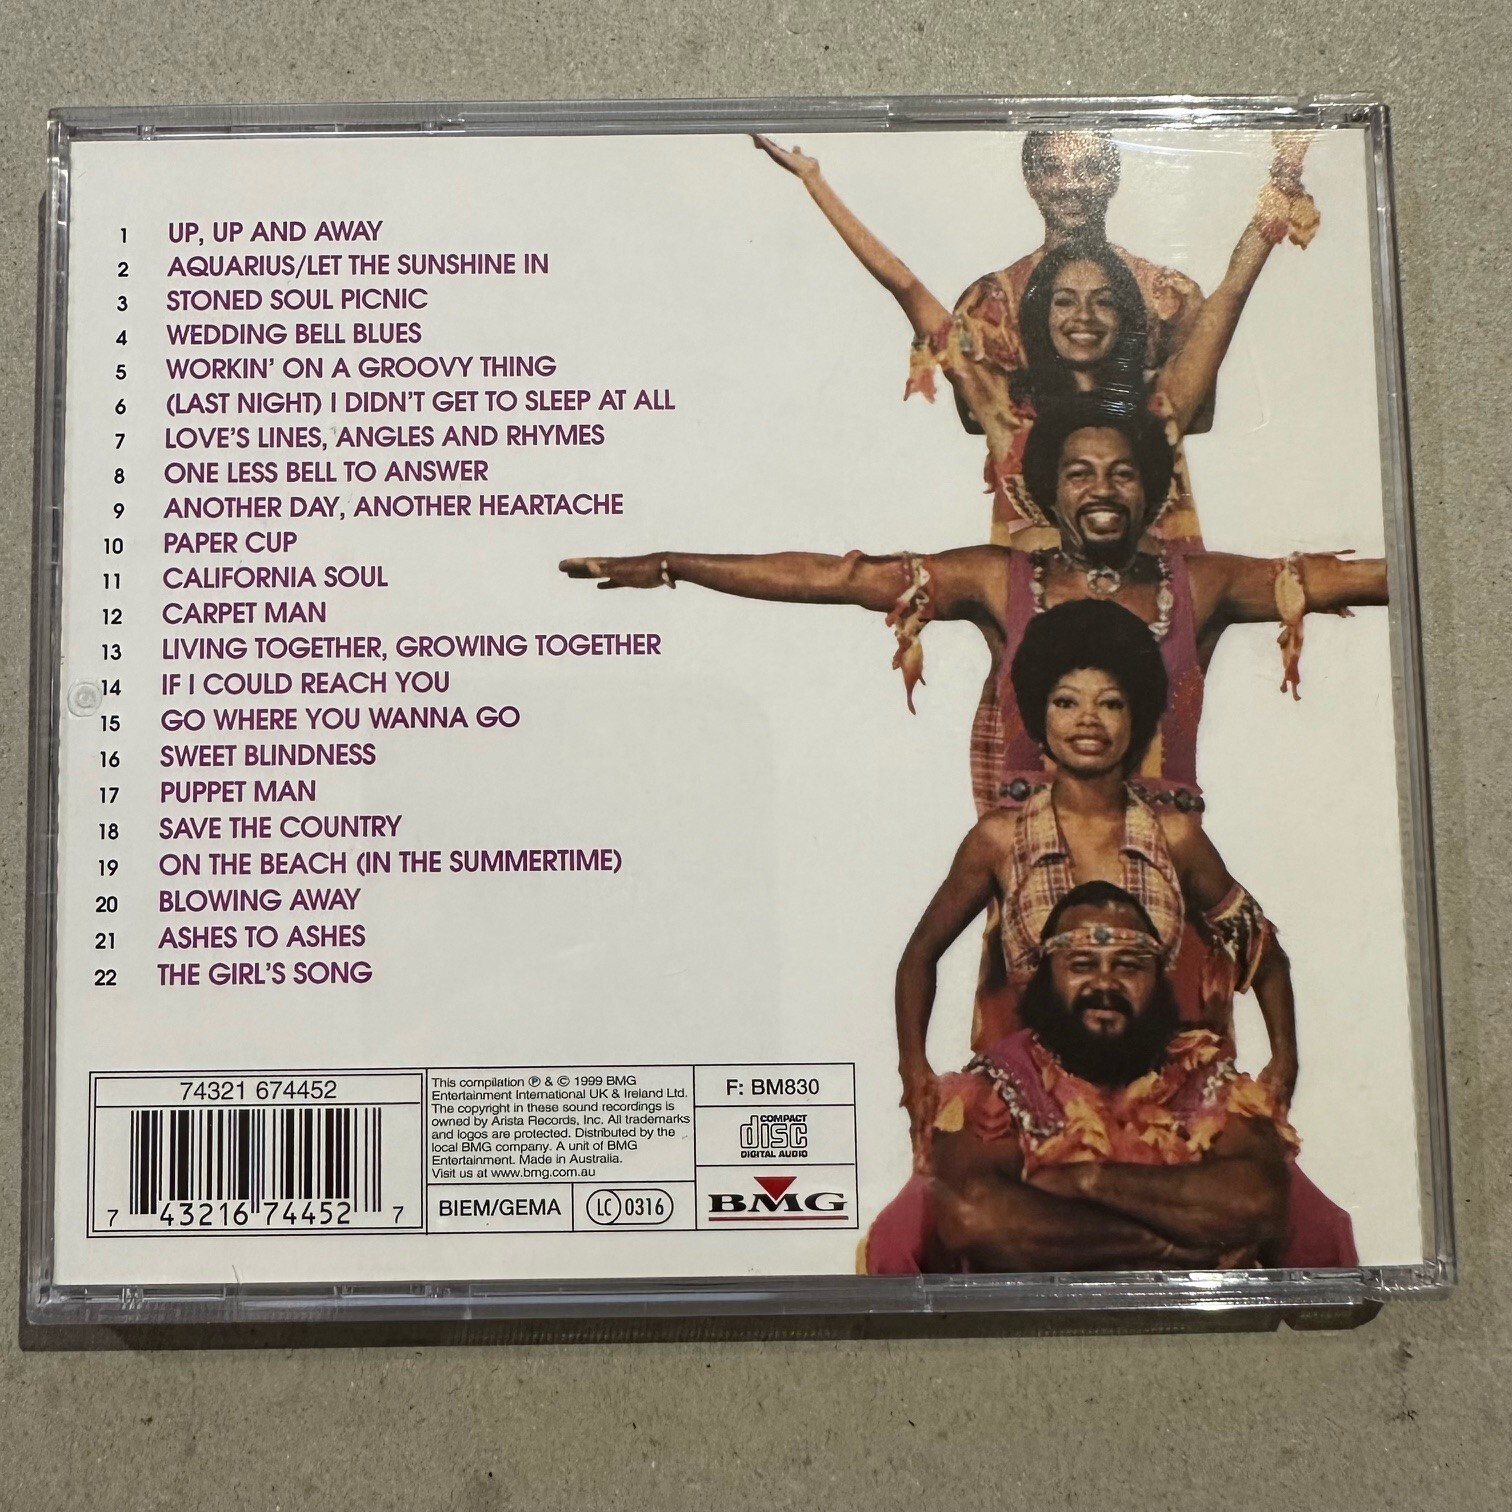 1 UP, UP AND AWAY
2 AQUARIUS/LET THE SUNSHINE IN
3 STONED SOUL PICNIC
4 WEDDING BELL BLUES
5 WORKIN' ON A GROOVY THING
6 (LAST NIGHT) I DIDN'T GET TO SLEEP AT ALL
7 LOVE'S LINES, ANGLES AND RHYMES
8 ONE LESS BELL TO ANSWER
9 ANOTHER DAY, ANOTHER HEARTACHE
10 PAPER CUP
11 CALIFORNIA SOUL
12 CARPET MAN
13 LIVING TOGETHER, GROWING TOGETHER
14 IF I COULD REACH YOU
15 GO WHERE YOU WANNA GO
16 SWEET BLINDNESS
17 PUPPET MAN
18 SAVE THE COUNTRY
19 ON THE BEACH (IN THE SUMMERTIME)
20 BLOWING AWAY
21 ASHES TO ASHES
22 THE GIRL'S SONG
74321 674452
7 43216 74452 7
This compilation ℗ & © 1999 BMG
Entertainment International UK & Ireland Ltd.
The copyright in these sound recordings is
owned by Arista Records, Inc. All trademarks
and logos are protected. Distributed by the
local BMG company. A unit of BMG
Entertainment. Made in Australia.
Visit us at www.bmg.com.au
BIEM/GEMA
LC 0316
F: BM830
COMPACT
disc
DIGITAL AUDIO
BMG